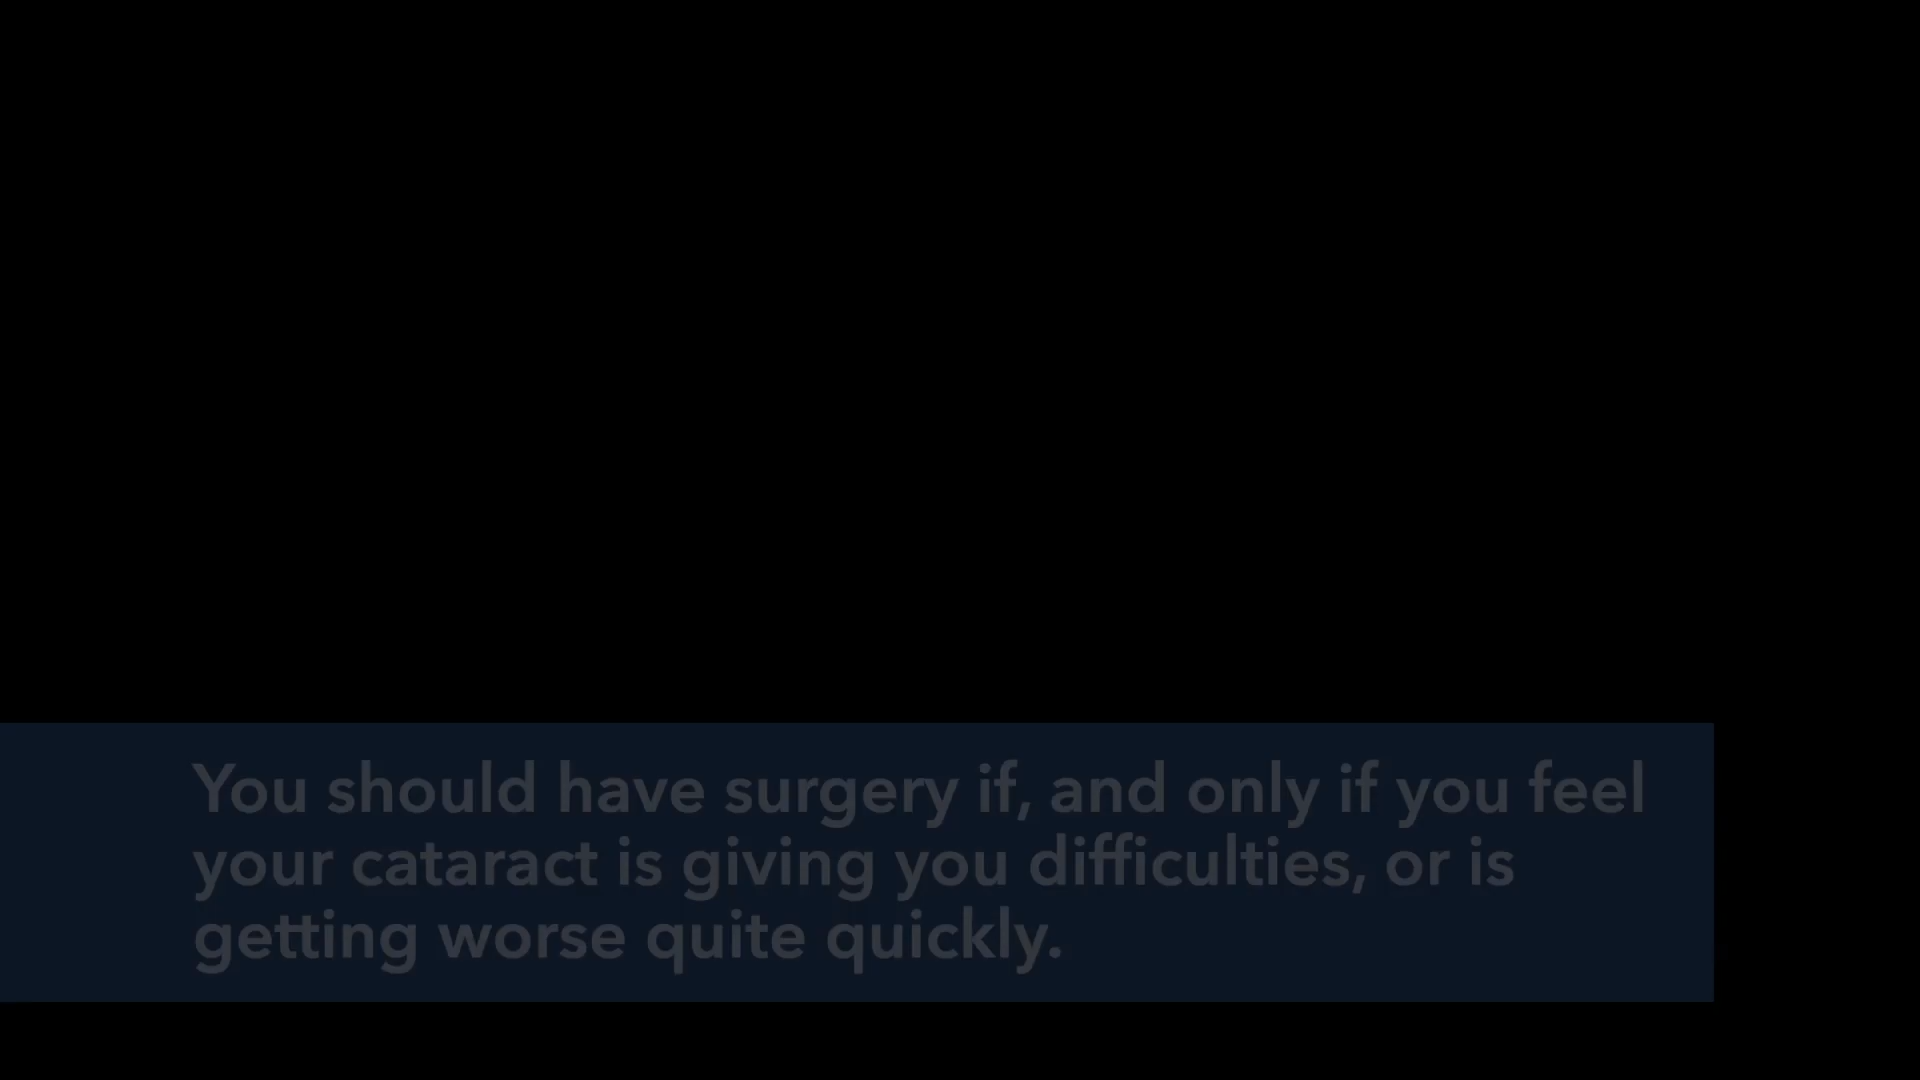 You should have surgery if, and only if you feel
your cataract is giving you difficulties, or is
getting worse quite quickly.